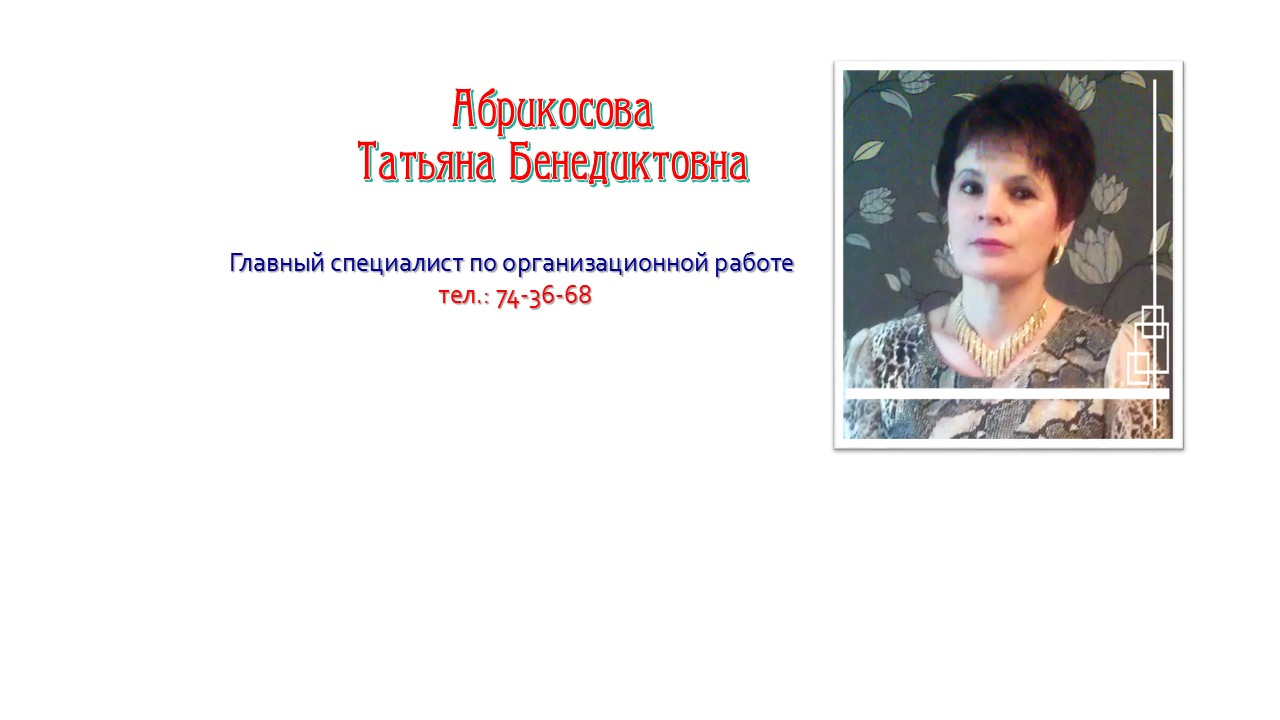 Абрикосова
Татьяна Бенедиктовна
Главный специалист по организационной работе
тел.: 74-36-68